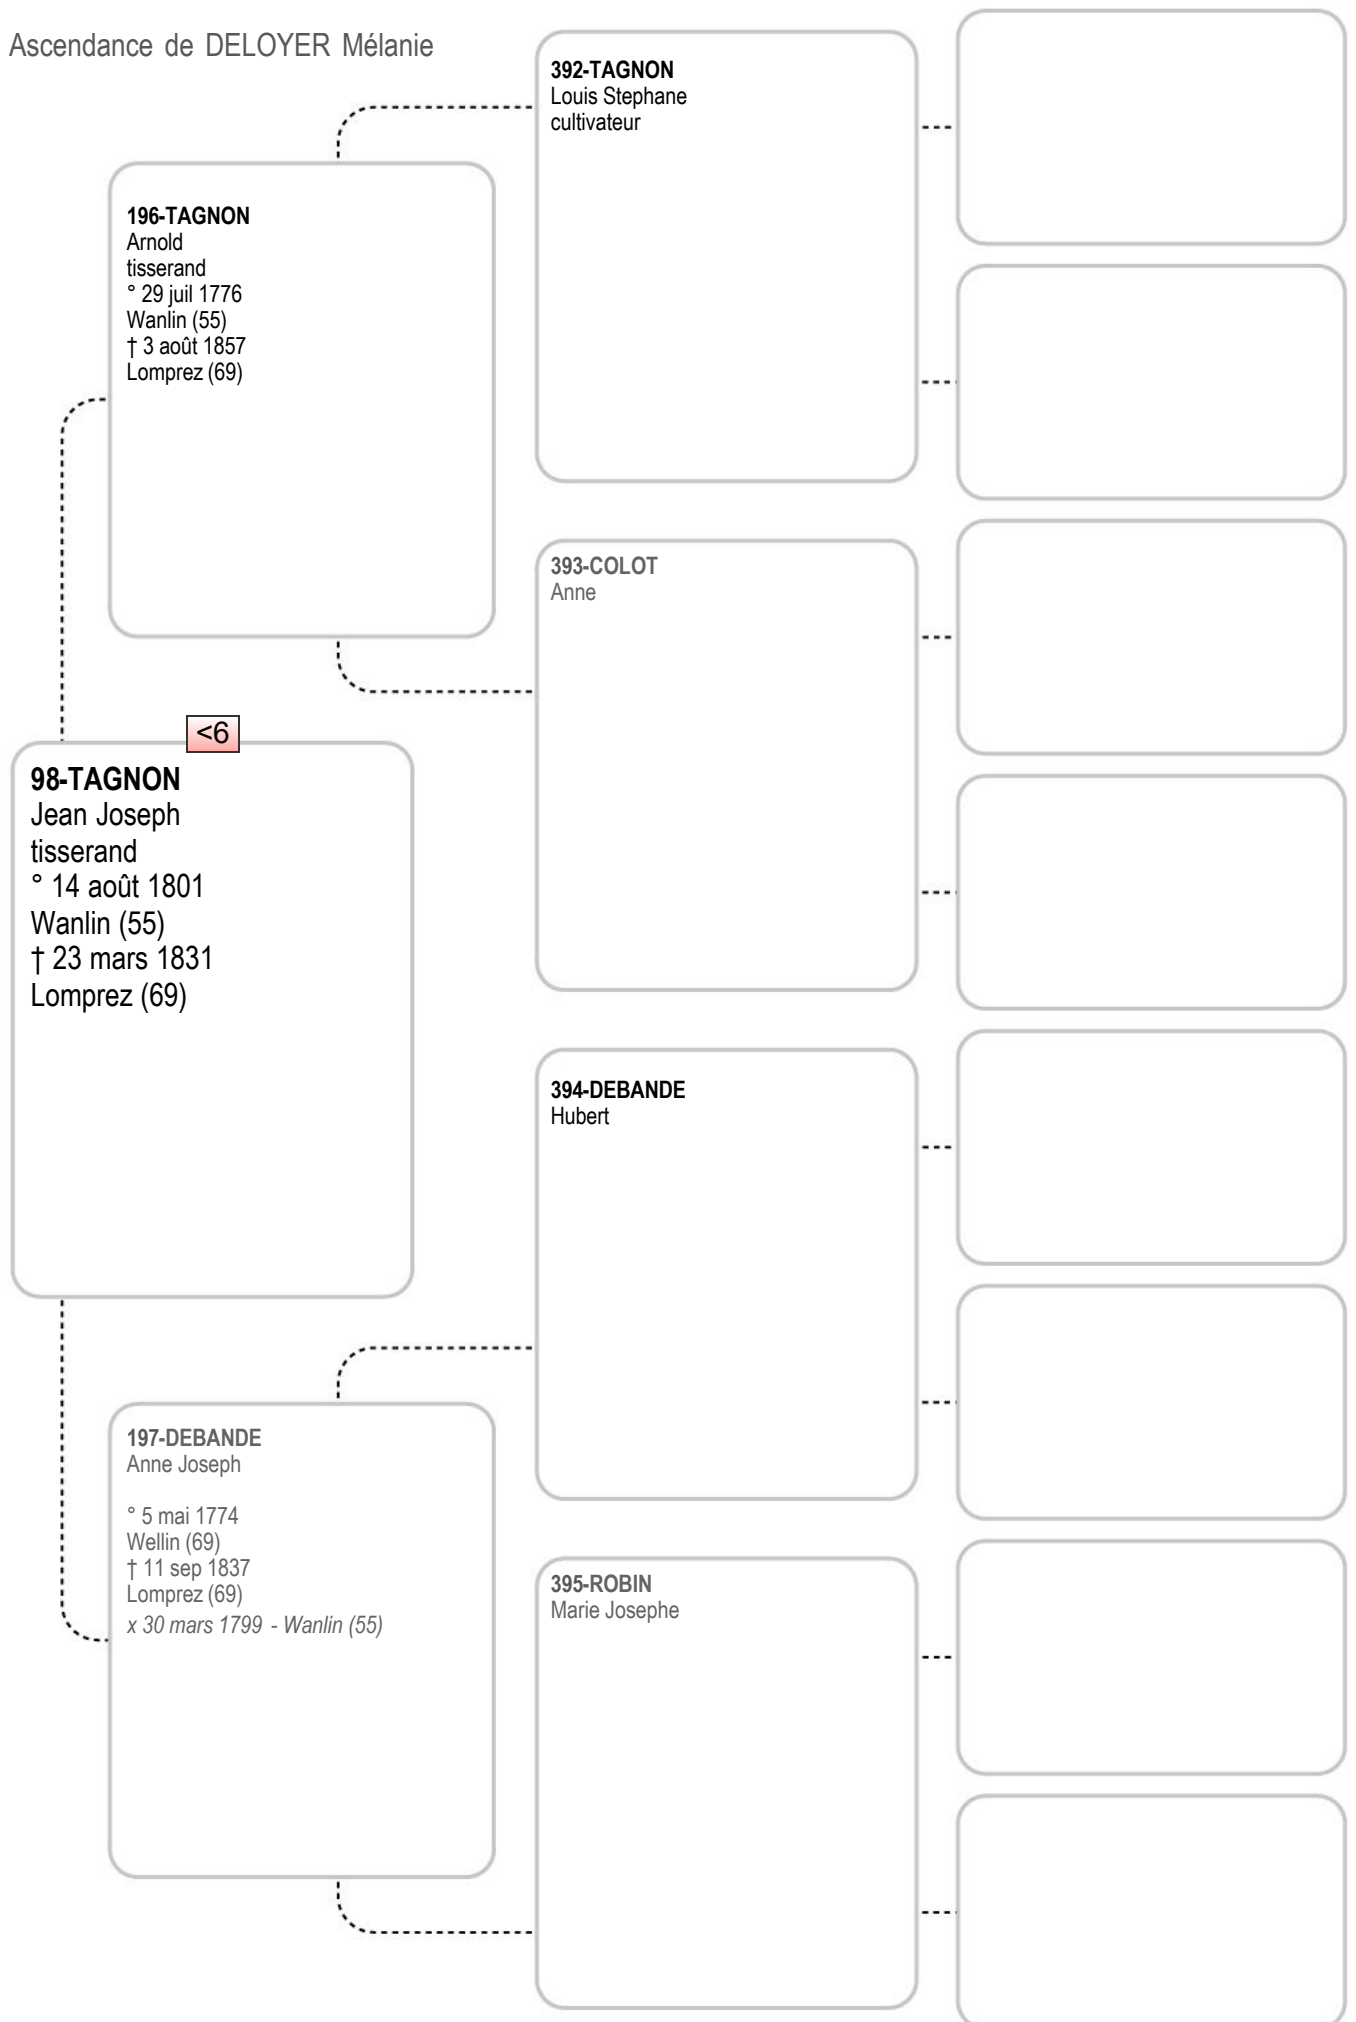 Ascendance de DELOYER Mélanie
392-TAGNON
Louis Stephane
cultivateur
196-TAGNON
Arnold
tisserand
° 29 juil 1776
Wanlin (55)
† 3 août 1857
Lomprez (69)
393-COLOT
Anne
<6
98-TAGNON
Jean Joseph
tisserand
° 14 août 1801
Wanlin (55)
† 23 mars 1831
Lomprez (69)
394-DEBANDE
Hubert
197-DEBANDE
Anne Joseph
° 5 mai 1774
Wellin (69)
† 11 sep 1837
Lomprez (69)
x 30 mars 1799 - Wanlin (55)
395-ROBIN
Marie Josephe